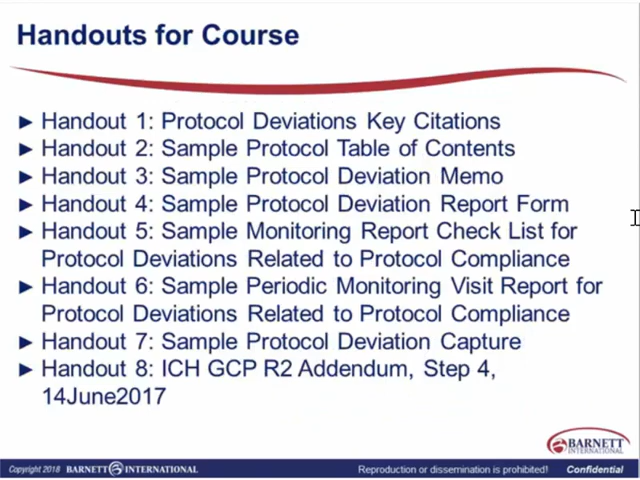 Handouts for Course
► Handout 1: Protocol Deviations Key Citations
► Handout 2: Sample Protocol Table of Contents
► Handout 3: Sample Protocol Deviation Memo
► Handout 4: Sample Protocol Deviation Report Form
► Handout 5: Sample Monitoring Report Check List for
Protocol Deviations Related to Protocol Compliance
► Handout 6: Sample Periodic Monitoring Visit Report for
Protocol Deviations Related to Protocol Compliance
► Handout 7: Sample Protocol Deviation Capture
► Handout 8: ICH GCP R2 Addendum, Step 4,
14June2017
BARNETT
INTERNATIONAL
Copyright 2018 BARNETT INTERNATIONAL
Reproduction or dissemination is prohibited! Confidential